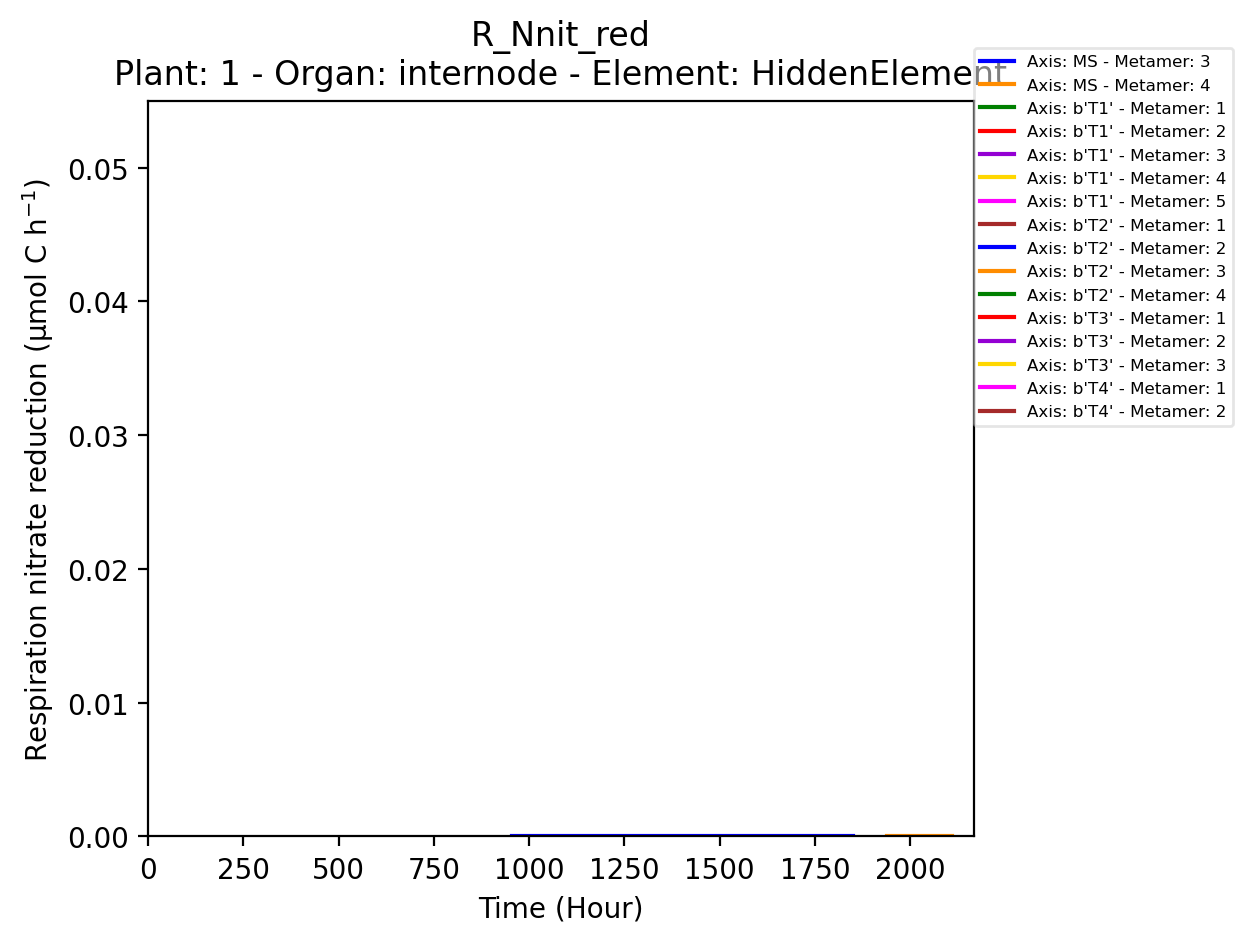 R_Nnit_red
Plant: 1 - Organ: internode - Element: HiddenElement
Axis: MS - Metamer: 3
Axis: MS - Metamer: 4
Axis: b'T1' - Metamer: 1
Axis: b'T1' - Metamer: 2
Axis: b'T1' - Metamer: 3
Axis: b'T1' - Metamer: 4
Axis: b'T1' - Metamer: 5
Axis: b'T2' - Metamer: 1
Axis: b'T2' - Metamer: 2
Axis: b'T2' - Metamer: 3
Axis: b'T2' - Metamer: 4
Axis: b'T3' - Metamer: 1
Axis: b'T3' - Metamer: 2
Axis: b'T3' - Metamer: 3
Axis: b'T4' - Metamer: 1
Axis: b'T4' - Metamer: 2
Respiration nitrate reduction (µmol C h⁻¹)
0.05
0.04
0.03
0.02
0.01
0.00
0 250 500 750 1000 1250 1500 1750 2000
Time (Hour)